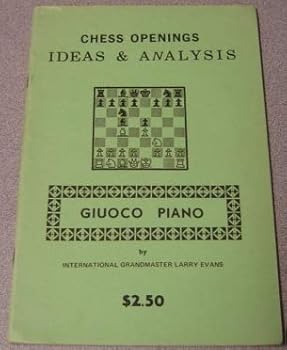 CHESS OPENINGS
IDEAS & ANALYSIS
GIUOCO PIANO
by
INTERNATIONAL GRANDMASTER LARRY EVANS
$2.50